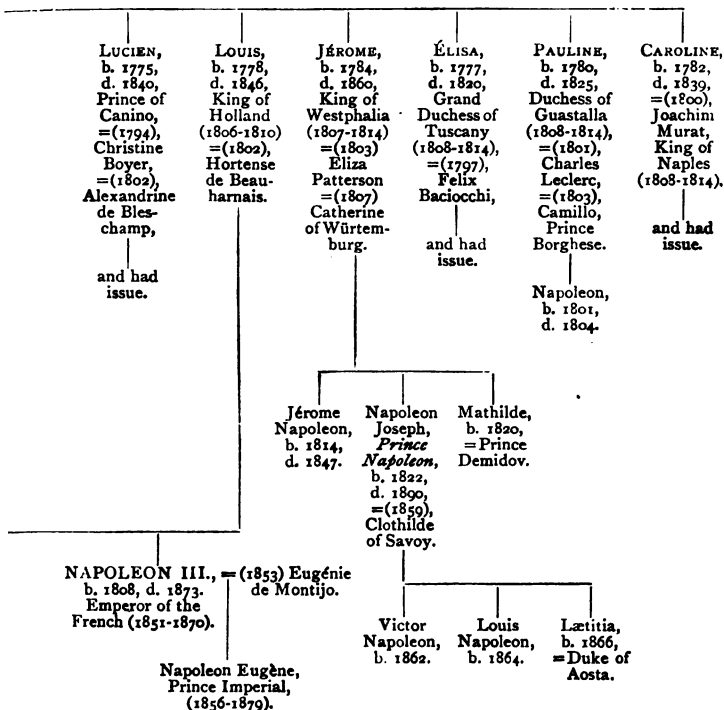 LUCIEN,
b. 1775,
d. 1840,
Prince of
Canino,
=(1794),
Christine
Boyer,
=(1802),
Alexandrine
de Bles-
champ,
and had
issue.
LOUIS,
b. 1778,
d. 1846,
King of
Holland
(1806-1810)
=(1802),
Hortense
de Beau-
harnais.
JÉROME,
b. 1784,
d. 1860,
King of
Westphalia
(1807-1814)
=(1803)
Eliza
Patterson
=(1807)
Catherine
of Würtem-
burg.
ÉLISA,
b. 1777,
d. 1820,
Grand
Duchess of
Tuscany
(1808-1814),
=(1797),
Felix
Baciocchi,
and had
issue.
PAULINE,
b. 1780,
d. 1825,
Duchess of
Guastalla
(1808-1814),
=(1801),
Charles
Leclerc,
=(1803),
Camillo,
Prince
Borghese.
Napoleon,
b. 1801,
d. 1804.
CAROLINE,
b. 1782,
d. 1839,
=(1800),
Joachim
Murat,
King of
Naples
(1808-1814).
and had
issue.
Jérome
Napoleon,
b. 1814,
d. 1847.
Napoleon
Joseph,
Prince
Napoleon,
b. 1822,
d. 1890,
=(1859),
Clothilde
of Savoy.
Mathilde,
b. 1820,
=Prince
Demidov.
NAPOLEON III., =(1853) Eugénie
b. 1808, d. 1873. de Montijo.
Emperor of the
French (1851-1870).
Napoleon Eugène,
Prince Imperial,
(1856-1879).
Victor
Napoleon,
b. 1862.
Louis
Napoleon,
b. 1864.
Lætitia,
b. 1866,
=Duke of
Aosta.